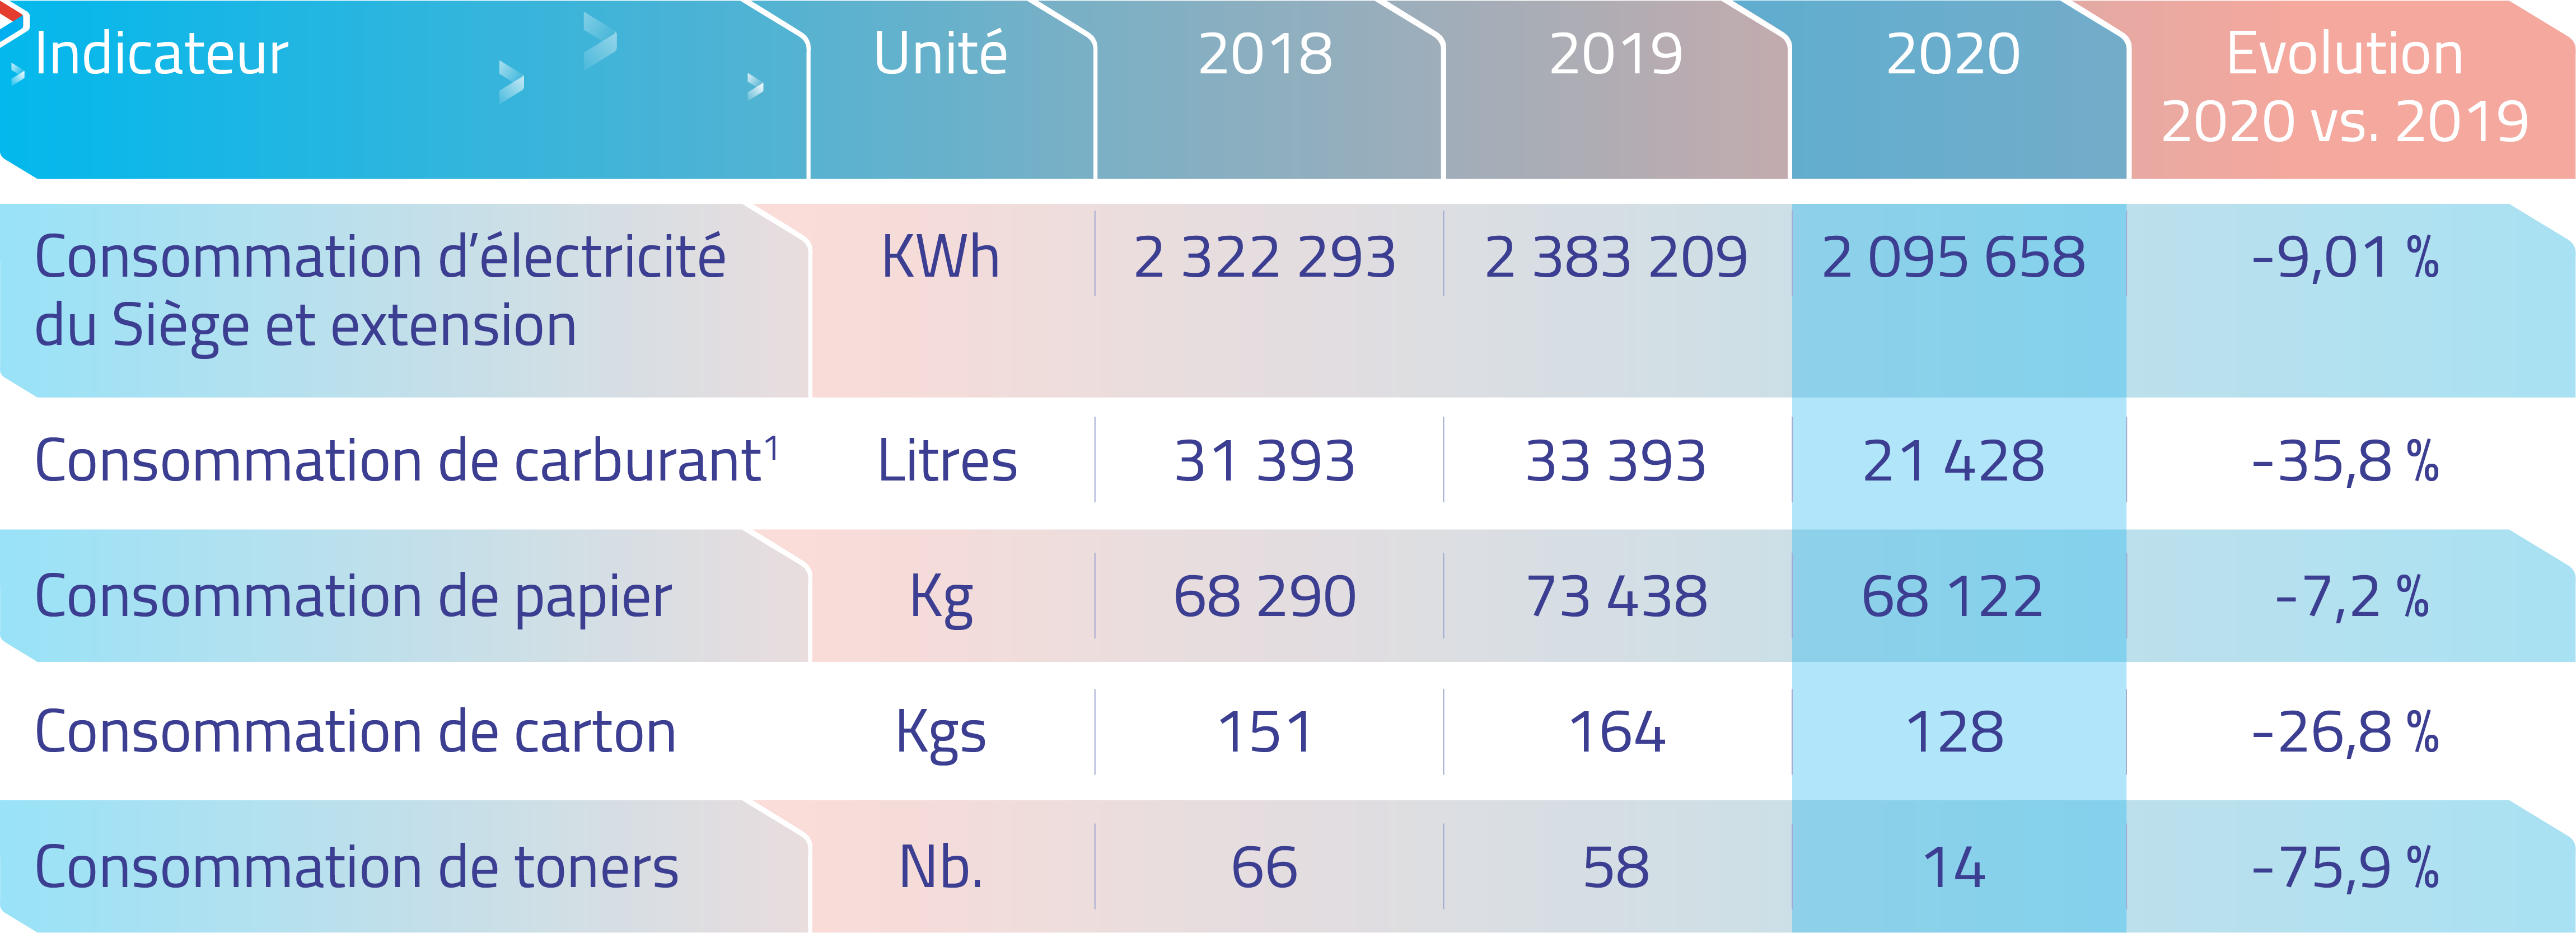 Indicateur Unité 2018 2019 2020 Evolution
2020 vs. 2019
Consommation d’électricité KWh 2 322 293 2 383 209 2 095 658 -9,01 %
du Siège et extension
Consommation de carburant¹ Litres 31 393 33 393 21 428 -35,8 %
Consommation de papier Kg 68 290 73 438 68 122 -7,2 %
Consommation de carton Kgs 151 164 128 -26,8 %
Consommation de toners Nb. 66 58 14 -75,9 %